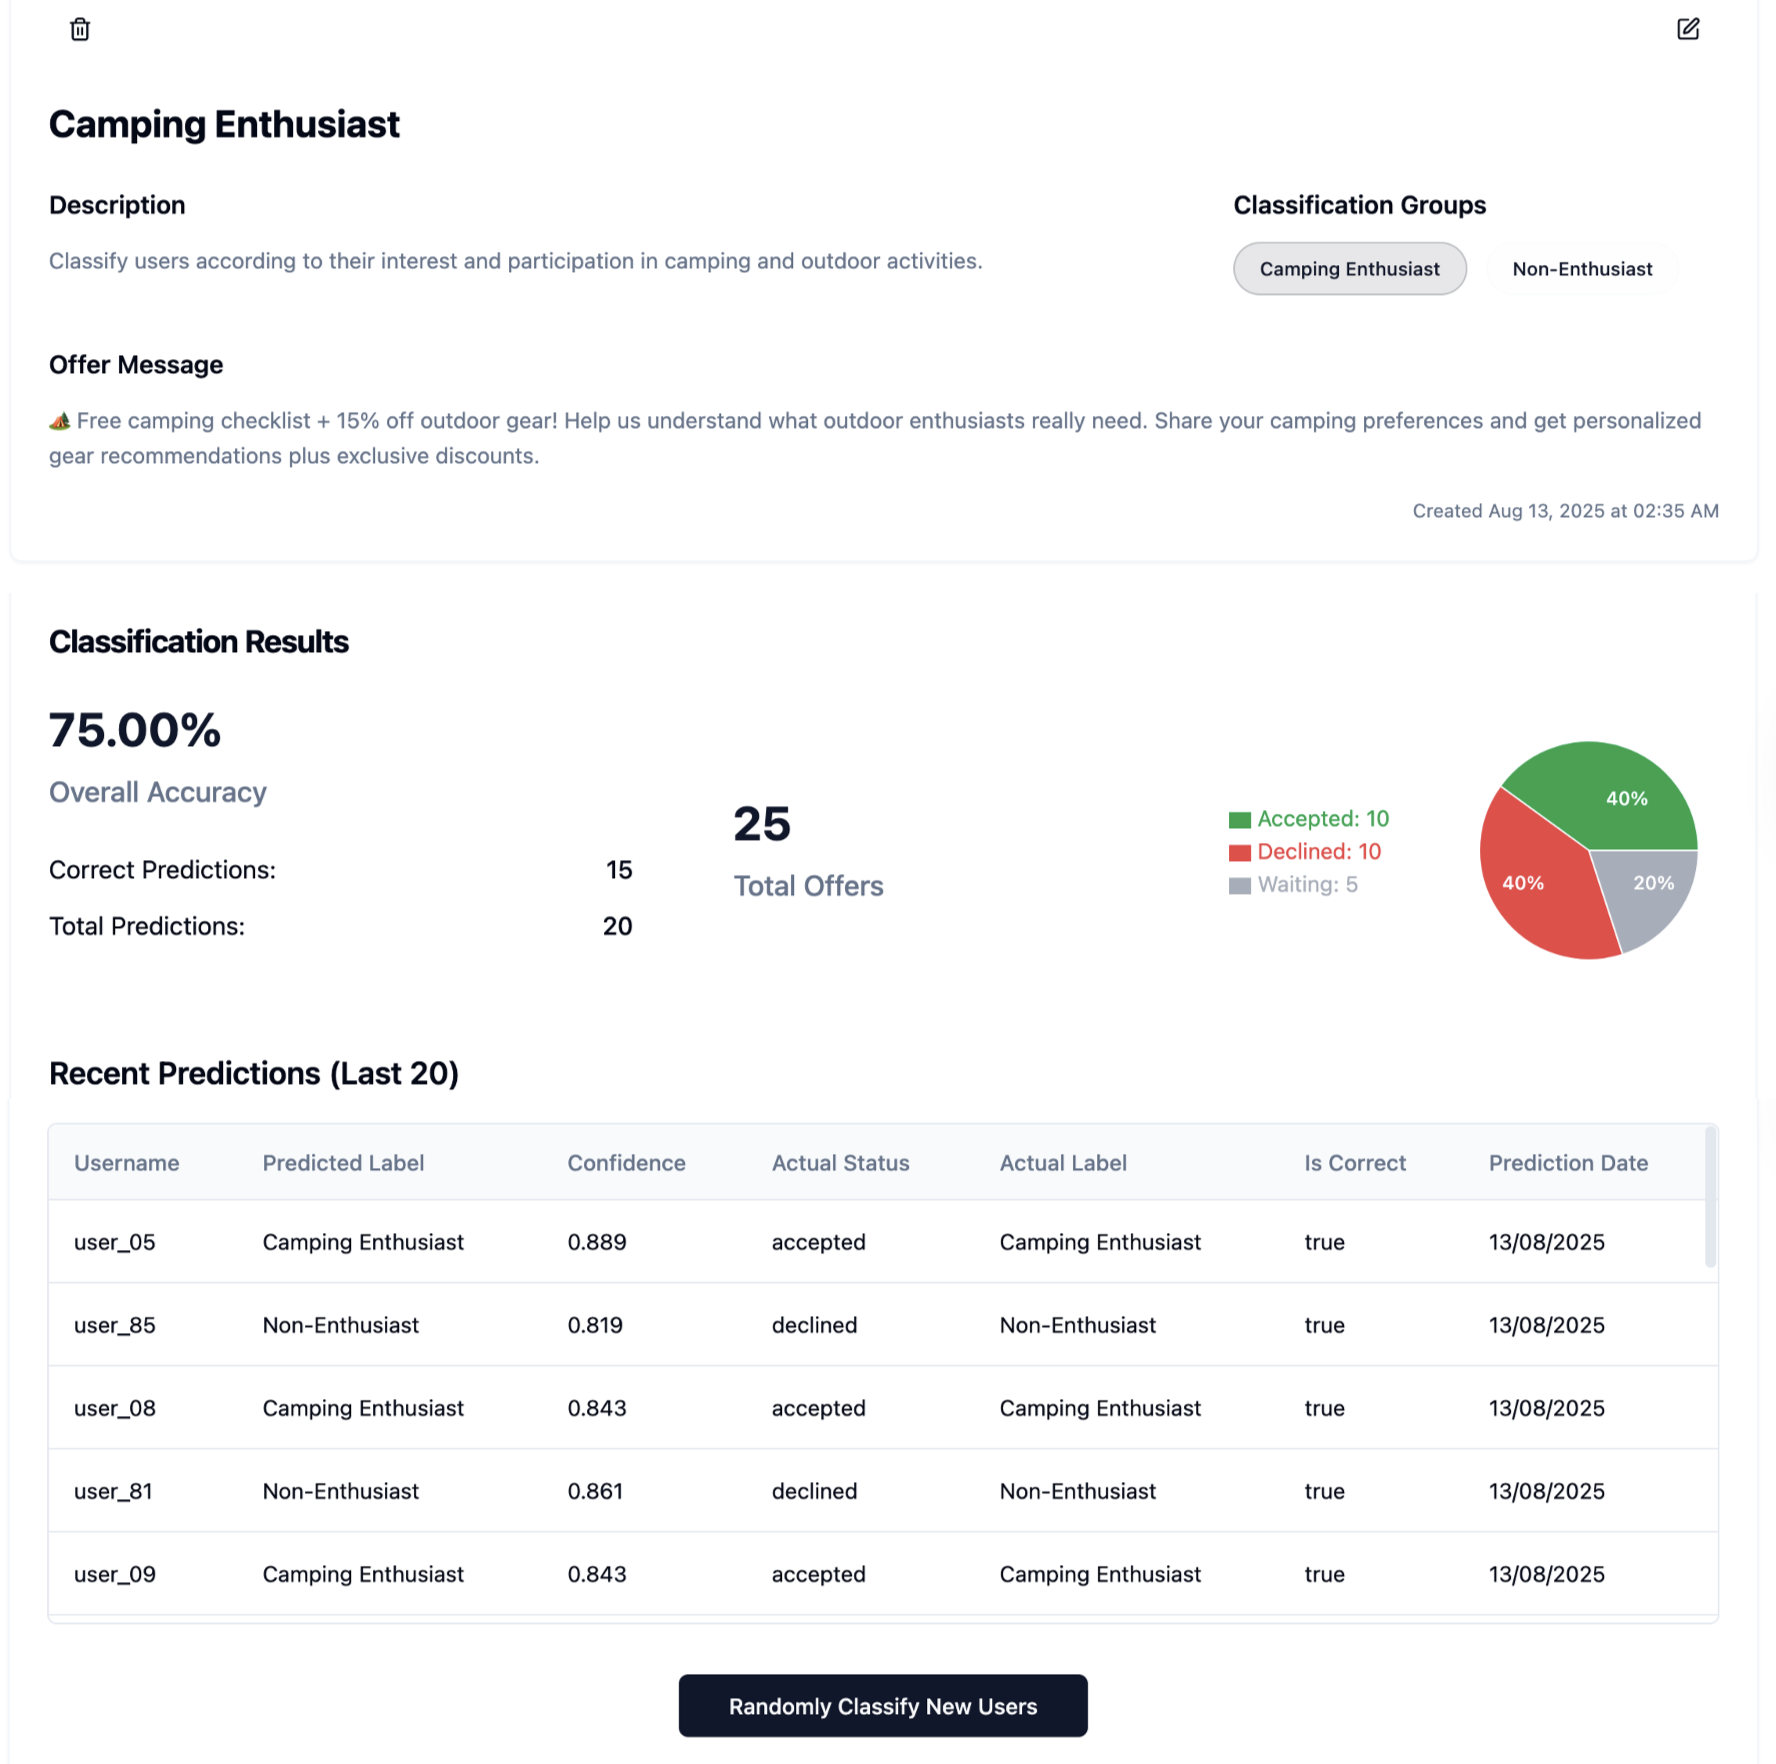 Camping Enthusiast
Description
Classification Groups
Classify users according to their interest and participation in camping and outdoor activities.
Camping Enthusiast
Non-Enthusiast
Offer Message
🏕️ Free camping checklist + 15% off outdoor gear! Help us understand what outdoor enthusiasts really need. Share your camping preferences and get personalized
gear recommendations plus exclusive discounts.
Created Aug 13, 2025 at 02:35 AM
Classification Results
75.00%
Overall Accuracy
Correct Predictions: 15
Total Predictions: 20
25
Total Offers
Accepted: 10
Declined: 10
Waiting: 5
40%
40%
20%
Recent Predictions (Last 20)
Username Predicted Label Confidence Actual Status Actual Label Is Correct Prediction Date
user_05 Camping Enthusiast 0.889 accepted Camping Enthusiast true 13/08/2025
user_85 Non-Enthusiast 0.819 declined Non-Enthusiast true 13/08/2025
user_08 Camping Enthusiast 0.843 accepted Camping Enthusiast true 13/08/2025
user_81 Non-Enthusiast 0.861 declined Non-Enthusiast true 13/08/2025
user_09 Camping Enthusiast 0.843 accepted Camping Enthusiast true 13/08/2025
Randomly Classify New Users